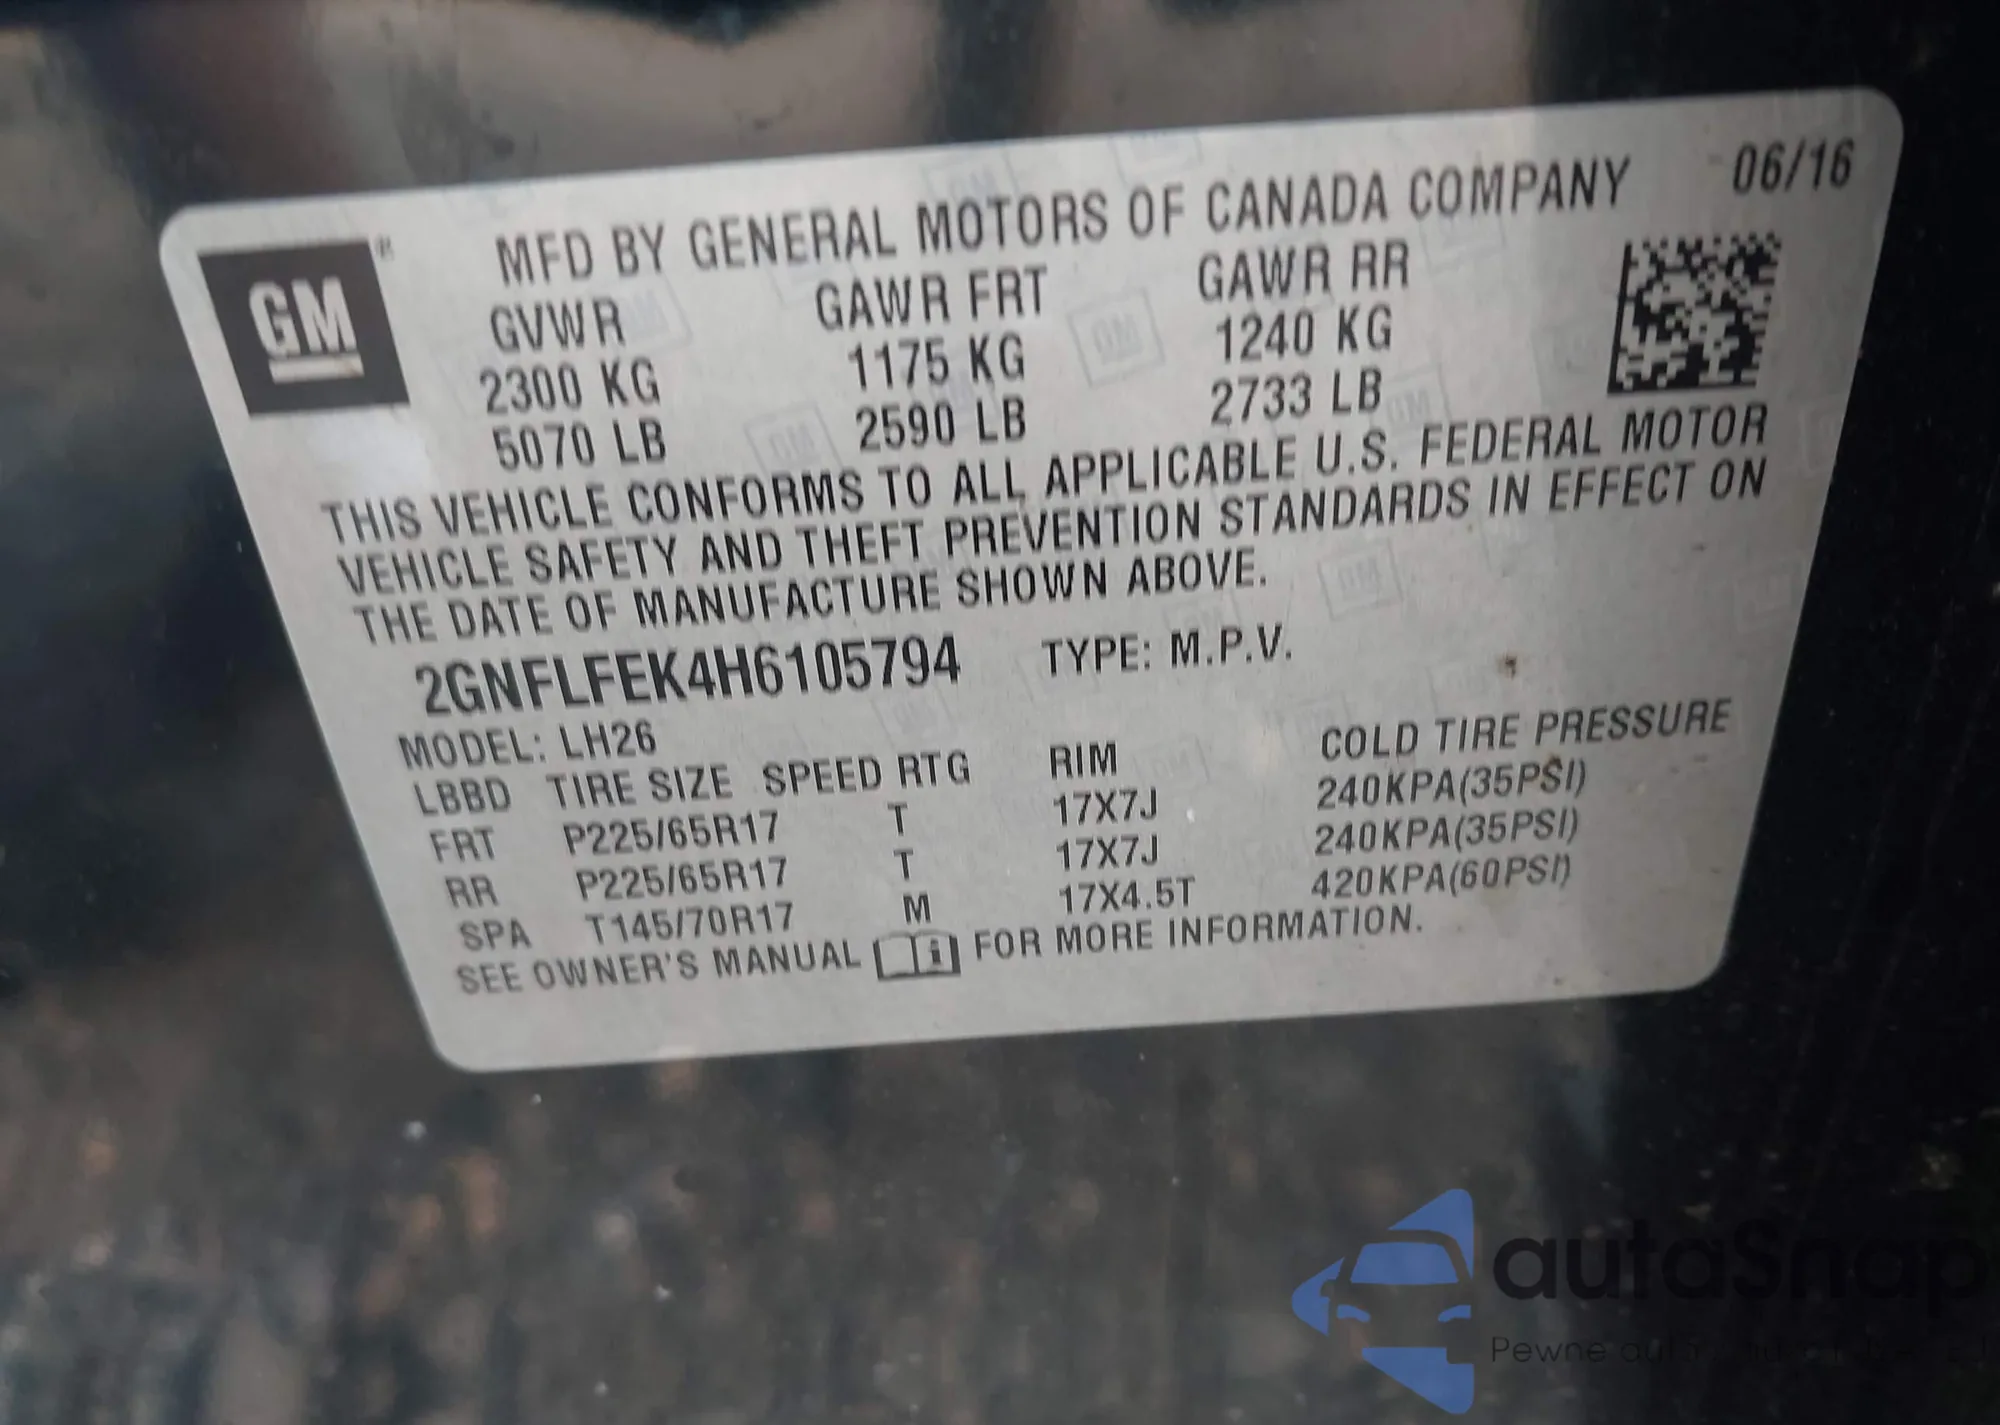 06/16
GM ®
MFD BY GENERAL MOTORS OF CANADA COMPANY
GVWR GAWR FRT GAWR RR
2300 KG 1175 KG 1240 KG
5070 LB 2590 LB 2733 LB
THIS VEHICLE CONFORMS TO ALL APPLICABLE U.S. FEDERAL MOTOR
VEHICLE SAFETY AND THEFT PREVENTION STANDARDS IN EFFECT ON
THE DATE OF MANUFACTURE SHOWN ABOVE.
2GNFLFEK4H6105794 TYPE: M.P.V.
MODEL: LH26
LBBD TIRE SIZE SPEED RTG RIM COLD TIRE PRESSURE
FRT P225/65R17 T 17X7J 240KPA(35PSI)
RR P225/65R17 T 17X7J 240KPA(35PSI)
SPA T145/70R17 M 17X4.5T 420KPA(60PSI)
SEE OWNER'S MANUAL i FOR MORE INFORMATION.
autaSnap
Pewne